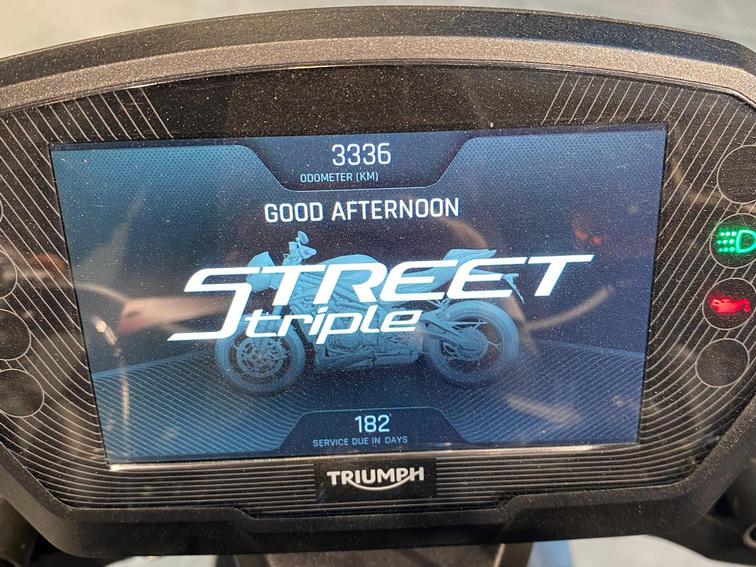 3336
ODOMETER (KM)
GOOD AFTERNOON
STREET
triple
182
SERVICE DUE IN DAYS
TRIUMPH